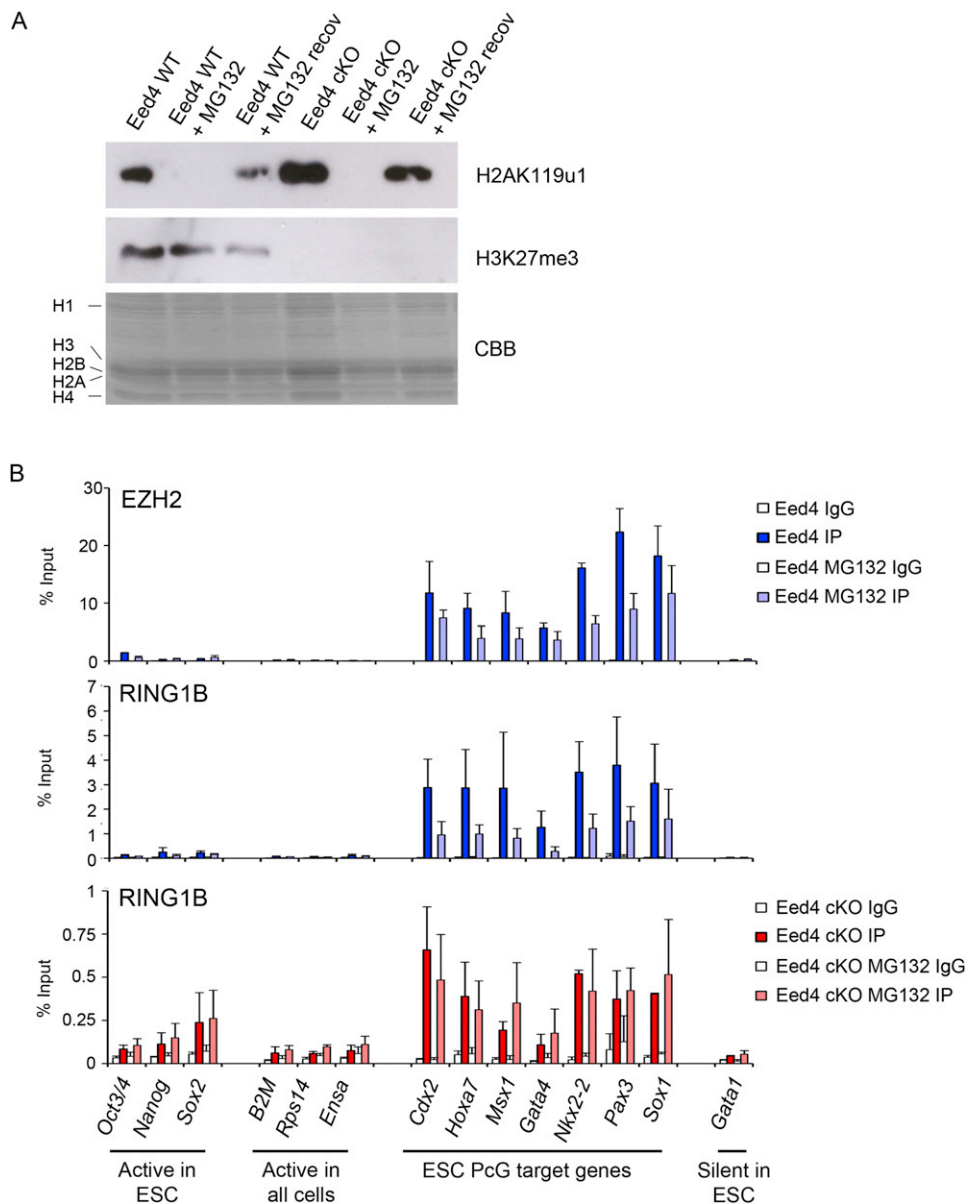 A
Eed4 WT
Eed4 WT
+ MG132
Eed4 WT
+ MG132 recov
Eed4 cKO
Eed4 cKO
+ MG132
Eed4 cKO
+ MG132 recov
H2AK119u1
H3K27me3
H1
H3
H2B
H2A
H4
CBB
B
EZH2
30
20
10
0
% Input
Eed4 IgG
Eed4 IP
Eed4 MG132 IgG
Eed4 MG132 IP
RING1B
7
6
5
4
3
2
1
0
% Input
RING1B
1
0.75
0.5
0.25
0
% Input
Eed4 cKO IgG
Eed4 cKO IP
Eed4 cKO MG132 IgG
Eed4 cKO MG132 IP
Oct3/4
Nanog
Sox2
B2M
Rps14
Ensa
Cdx2
Hoxa7
Msx1
Gata4
Nkx2-2
Pax3
Sox1
Gata1
Active in
ESC
Active in
all cells
ESC PcG target genes
Silent in
ESC